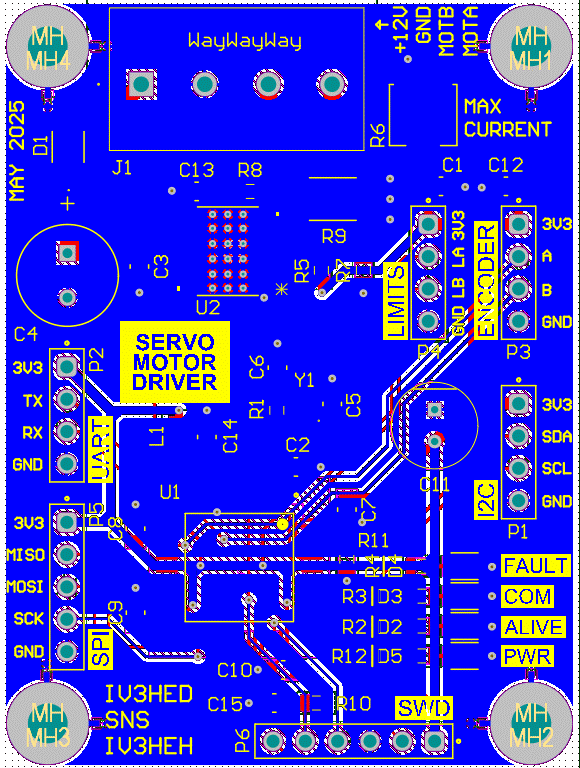 MH
MH4
WayWayWay
+12V
GND
MOTB
MOTA
MH
MH1
MAY 2025
D1
J1
C13
R8
R6
MAX
CURRENT
C1
C12
R9
C3
R5
U2
C4
LIMITS
GND LB LA 3V3
ENCODER
3V3
A
B
GND
P3
SERVO
MOTOR
DRIVER
P2
3V3
TX
RX
GND
UART
L1
C14
R1
C6
Y1
C5
C2
C11
3V3
SDA
SCL
GND
I2C
P1
U1
C7
P5
3V3
MISO
MOSI
SCK
GND
SPI
C8
C9
R11
FAULT
R3 D3
COM
R2 D2
ALIVE
R12 D5
PWR
C10
C15
R10
SWD
P6
IV3HED
SNS
IV3HEH
MH
MH3
MH
MH2